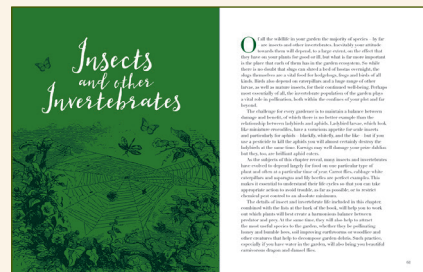 Insects
and other
Invertebrates
Of all the wildlife in your garden the majority of species – by far –
are insects and other invertebrates. Inevitably your attitude
towards them will depend, to a large extent, on the effect that
they have on your plants for good or ill, but what is far more important
is the place that each of them has in the garden ecosystem. So while
there is no doubt that slugs can shred a bed of hostas overnight, the
slugs themselves are a vital food for hedgehogs, frogs and birds of all
kinds. Birds also depend on caterpillars and a large range of other
larvae, as well as mature insects, for their continued well-being. Perhaps
most essentially of all, the invertebrate population of the garden plays
a vital role in pollination, both within the confines of your plot and far
beyond.
The challenge for every gardener is to maintain a balance between
damage and benefit, of which there is no better example than the
relationship between ladybirds and aphids. Ladybird larvae, which look
like miniature crocodiles, have a voracious appetite for scale insects
and particularly for aphids – blackfly, whitefly, and the like – but if you
use a pesticide to kill the aphids you will almost certainly destroy the
ladybirds at the same time. Earwigs may well damage your prize dahlias
but they, too, are brilliant aphid eaters.
As the subjects of this chapter reveal, many insects and invertebrates
have evolved to depend largely for food on one particular type of
plant and often at a particular time of year. Carrot flies, cabbage-white
caterpillars and asparagus and lily beetles are perfect examples. This
makes it essential to understand their life cycles so that you can take
appropriate action to avoid trouble, as far as possible, or to restrict
chemical pest control to an absolute minimum.
The details of insect and invertebrate life included in this chapter,
combined with the lists at the back of the book, will help you to work
out which plants will best create a harmonious balance between
predator and prey. At the same time, they will also help to attract
the most useful species to the garden, whether they be pollinating
honey and bumble bees, soil improving earthworms or woodlice and
other creatures that help to decompose garden debris. Such practice,
especially if you have water in the garden, will also bring you beautiful
carnivorous dragon and damsel flies.